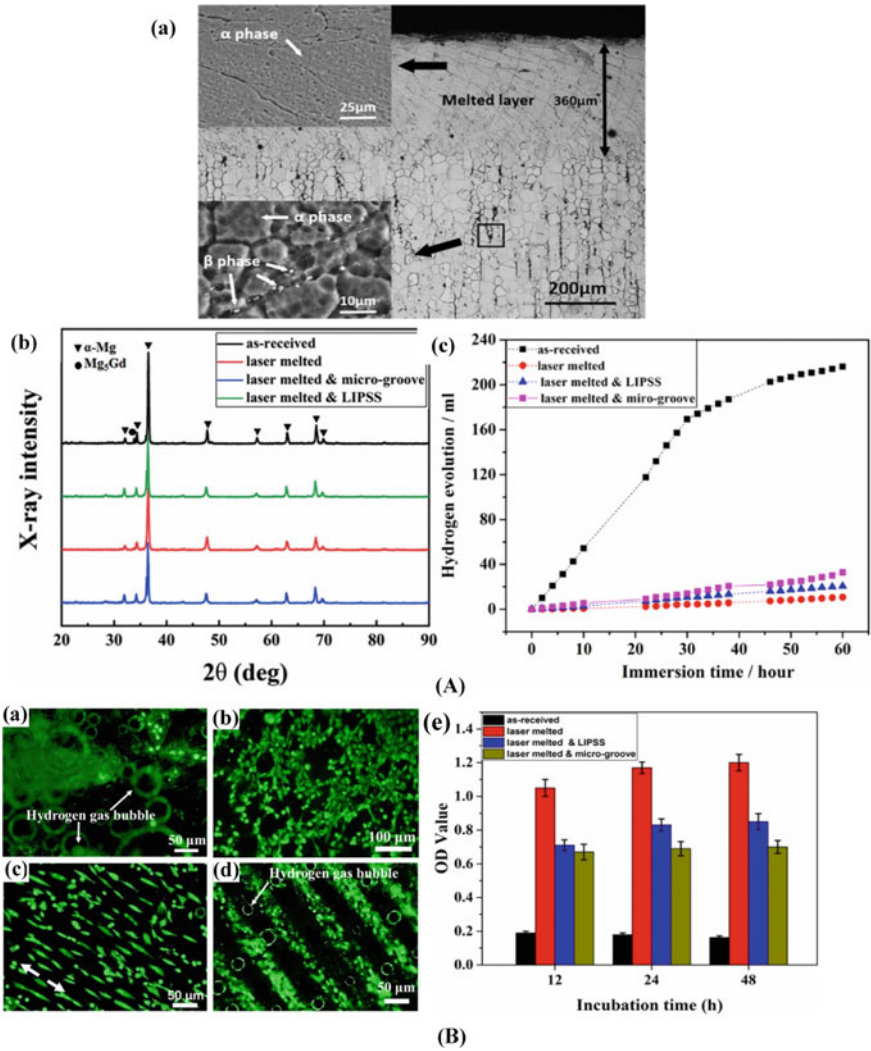 (a)
α phase
25μm
Melted layer
360μm
α phase
β phase
10μm
200μm
(b)
α-Mg
Mg₅Gd
as-received
laser melted
laser melted & micro-groove
laser melted & LIPSS
X-ray intensity
20 30 40 50 60 70 80 90
2θ (deg)
(c)
as-received
laser melted
laser melted & LIPSS
laser melted & miro-groove
240
200
160
120
80
40
0
Hydrogen evolution / ml
0 10 20 30 40 50 60
Immersion time / hour
(A)
(a)
Hydrogen gas bubble
50 μm
(b)
100 μm
(c)
50 μm
(d)
Hydrogen gas bubble
50 μm
(e)
as-received
laser melted
laser melted & LIPSS
laser melted & micro-groove
1.4
1.2
1.0
0.8
0.6
0.4
0.2
0.0
OD Value
12 24 48
Incubation time (h)
(B)